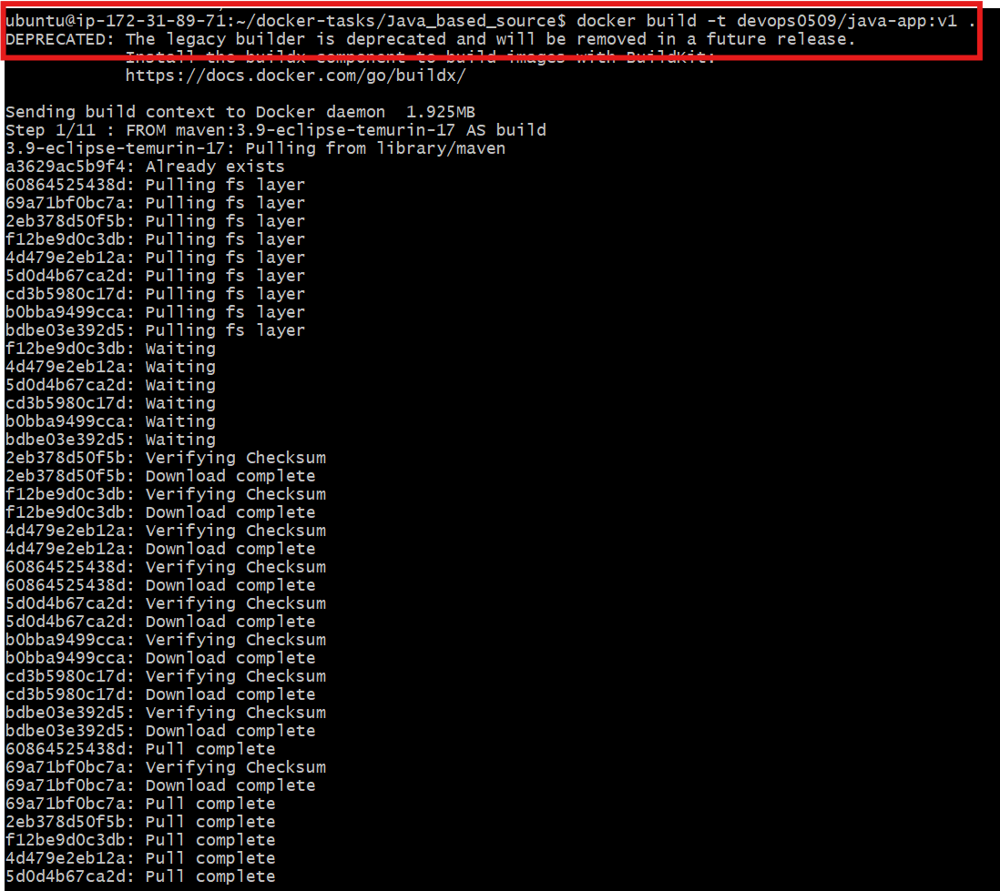 ubuntu@ip-172-31-89-71:~/docker-tasks/Java_based_source$ docker build -t devops0509/java-app:v1 .
DEPRECATED: The legacy builder is deprecated and will be removed in a future release.
Install the buildx component to build images with BuildKit:
https://docs.docker.com/go/buildx/
Sending build context to Docker daemon  1.925MB
Step 1/11 : FROM maven:3.9-eclipse-temurin-17 AS build
3.9-eclipse-temurin-17: Pulling from library/maven
a3629ac5b9f4: Already exists
60864525438d: Pulling fs layer
69a71bf0bc7a: Pulling fs layer
2eb378d50f5b: Pulling fs layer
f12be9d0c3db: Pulling fs layer
4d479e2eb12a: Pulling fs layer
5d0d4b67ca2d: Pulling fs layer
cd3b5980c17d: Pulling fs layer
b0bba9499cca: Pulling fs layer
bdbe03e392d5: Pulling fs layer
f12be9d0c3db: Waiting
4d479e2eb12a: Waiting
5d0d4b67ca2d: Waiting
cd3b5980c17d: Waiting
b0bba9499cca: Waiting
bdbe03e392d5: Waiting
2eb378d50f5b: Verifying Checksum
2eb378d50f5b: Download complete
f12be9d0c3db: Verifying Checksum
f12be9d0c3db: Download complete
4d479e2eb12a: Verifying Checksum
4d479e2eb12a: Download complete
60864525438d: Verifying Checksum
60864525438d: Download complete
5d0d4b67ca2d: Verifying Checksum
5d0d4b67ca2d: Download complete
b0bba9499cca: Verifying Checksum
b0bba9499cca: Download complete
cd3b5980c17d: Verifying Checksum
cd3b5980c17d: Download complete
bdbe03e392d5: Verifying Checksum
bdbe03e392d5: Download complete
60864525438d: Pull complete
69a71bf0bc7a: Verifying Checksum
69a71bf0bc7a: Download complete
69a71bf0bc7a: Pull complete
2eb378d50f5b: Pull complete
f12be9d0c3db: Pull complete
4d479e2eb12a: Pull complete
5d0d4b67ca2d: Pull complete